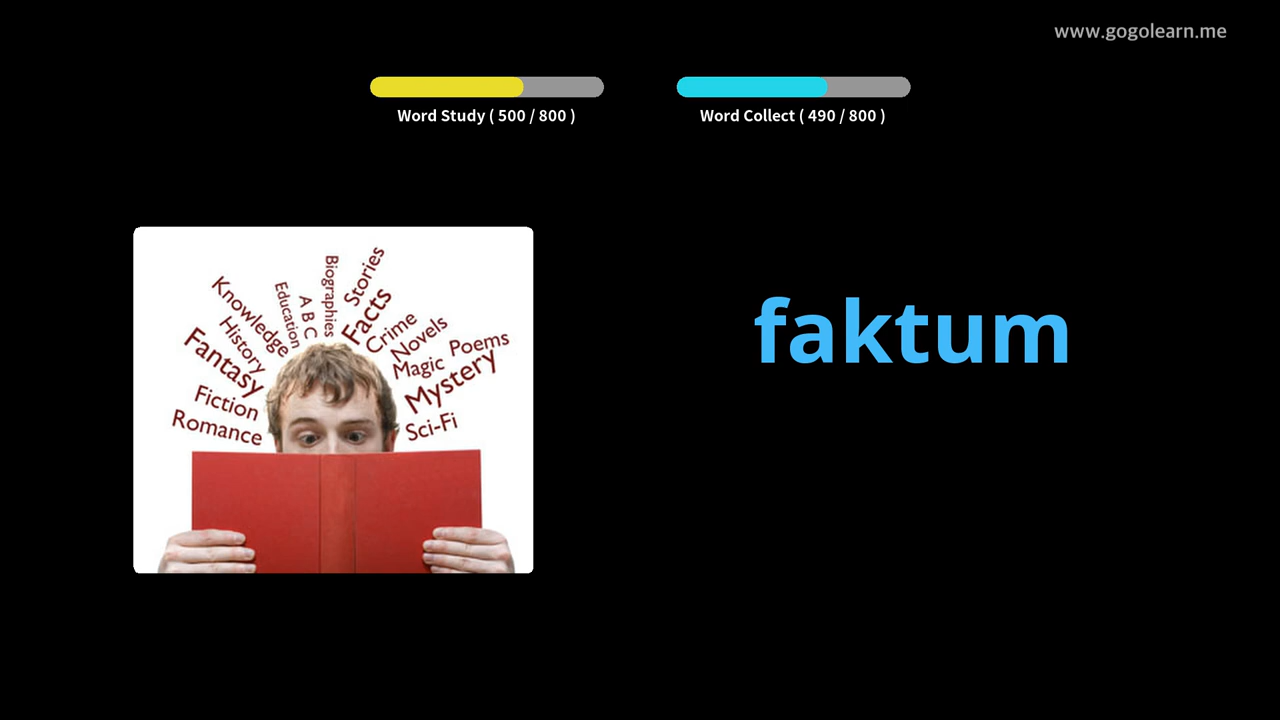 www.gogolearn.me
Word Study ( 500 / 800 )
Word Collect ( 490 / 800 )
Knowledge
History
Fantasy
Fiction
Romance
Education
A B C
Biographies
Stories
Facts
Crime
Novels
Magic
Poems
Mystery
Sci-Fi
faktum